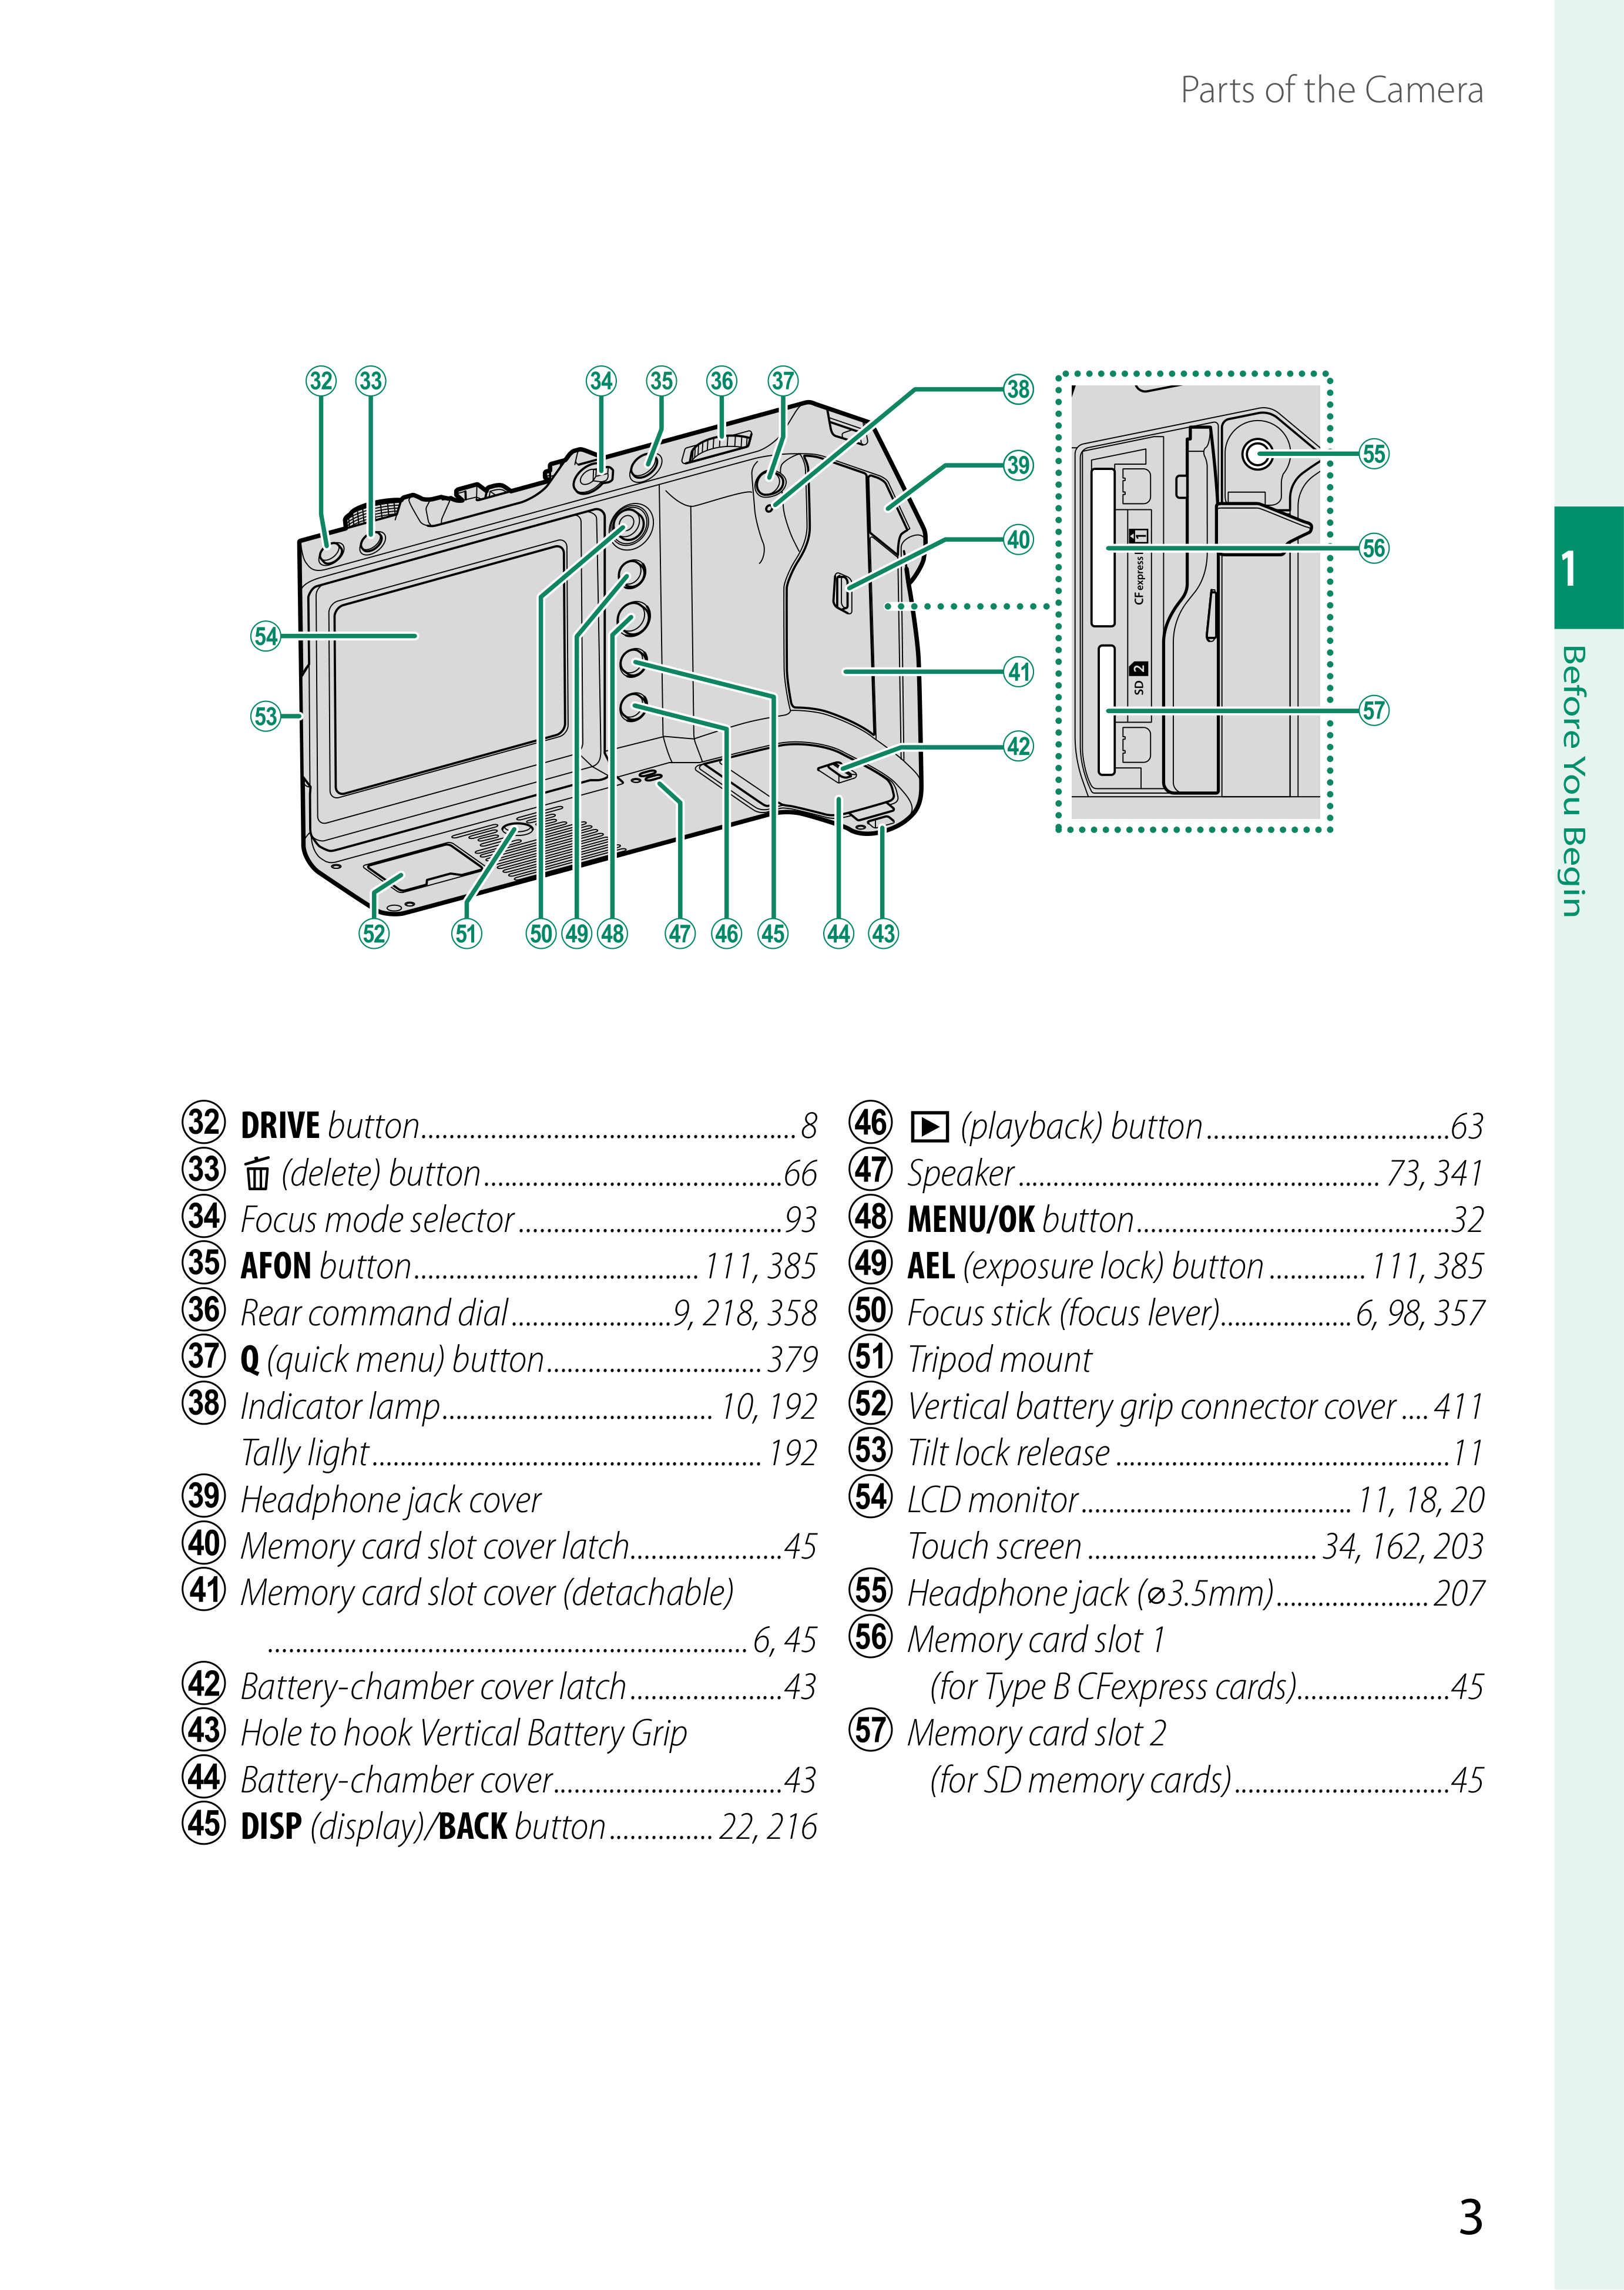 Parts of the Camera
32 33 34 35 36 37 38
39
40
41
42
54
53
52 51 50 49 48 47 46 45 44 43
55
56
57
CF express
1
SD 2
1
Before You Begin
32 DRIVE button......................................................8
33 (delete) button...........................................66
34 Focus mode selector......................................93
35 AFON button.........................................111, 385
36 Rear command dial.......................9, 218, 358
37 Q (quick menu) button...............................379
38 Indicator lamp.......................................10, 192
Tally light........................................................192
39 Headphone jack cover
40 Memory card slot cover latch......................45
41 Memory card slot cover (detachable)
.....................................................................6, 45
42 Battery-chamber cover latch......................43
43 Hole to hook Vertical Battery Grip
44 Battery-chamber cover.................................43
45 DISP (display)/BACK button...............22, 216
46 (playback) button...................................63
47 Speaker....................................................73, 341
48 MENU/OK button.............................................32
49 AEL (exposure lock) button..............111, 385
50 Focus stick (focus lever)...................6, 98, 357
51 Tripod mount
52 Vertical battery grip connector cover....411
53 Tilt lock release................................................11
54 LCD monitor.......................................11, 18, 20
Touch screen.................................34, 162, 203
55 Headphone jack (⌀3.5mm)......................207
56 Memory card slot 1
(for Type B CFexpress cards)......................45
57 Memory card slot 2
(for SD memory cards)...............................45
3